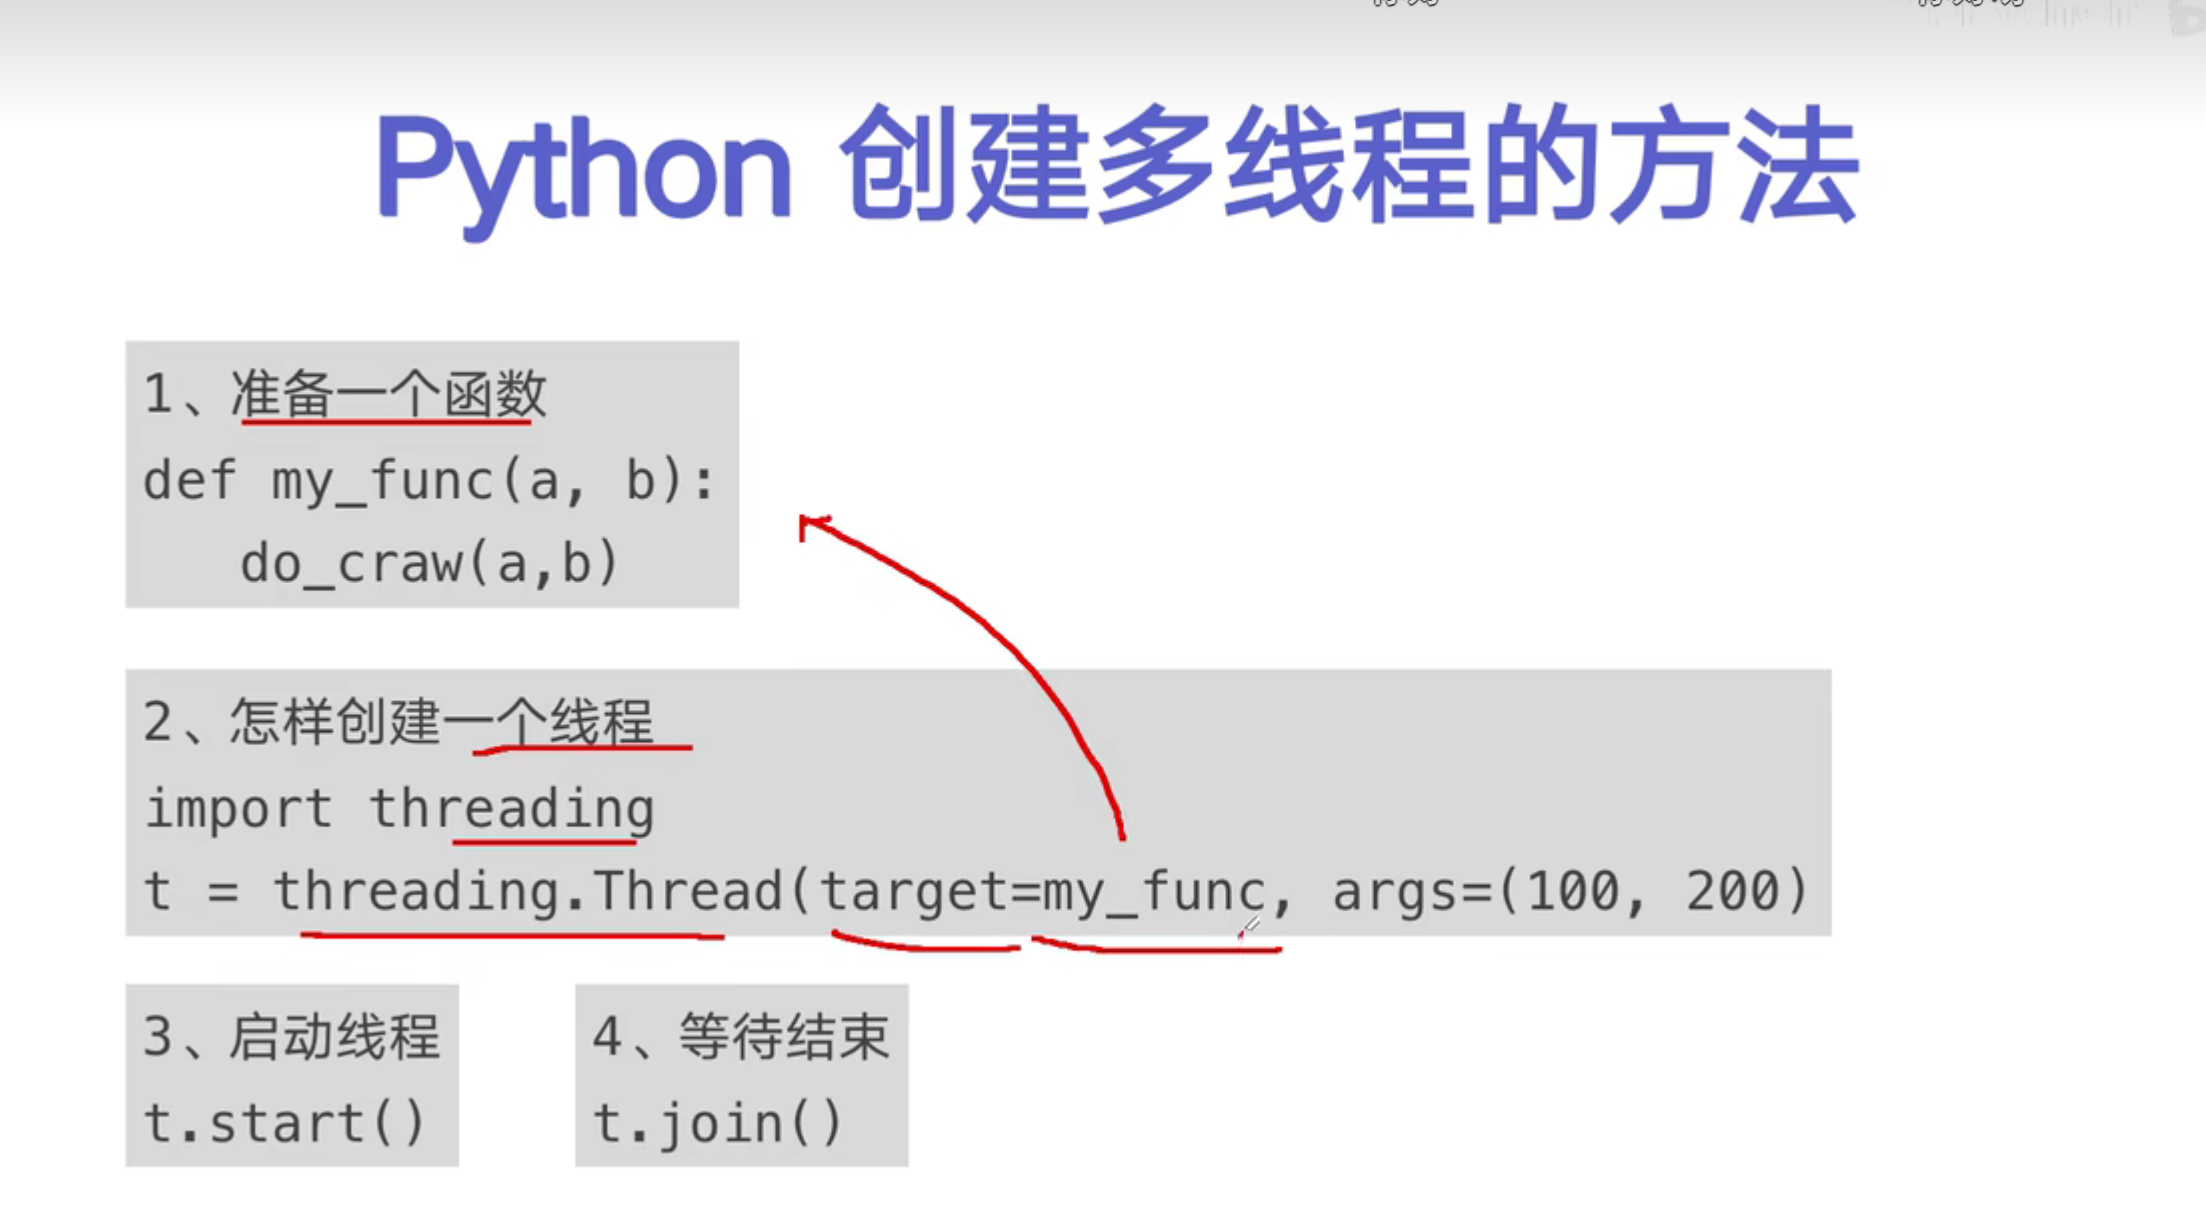 Python 创建多线程的方法
1、准备一个函数
def my_func(a, b):
do_craw(a,b)
2、怎样创建一个线程
import threading
t = threading.Thread(target=my_func, args=(100, 200)
3、启动线程
t.start()
4、等待结束
t.join()